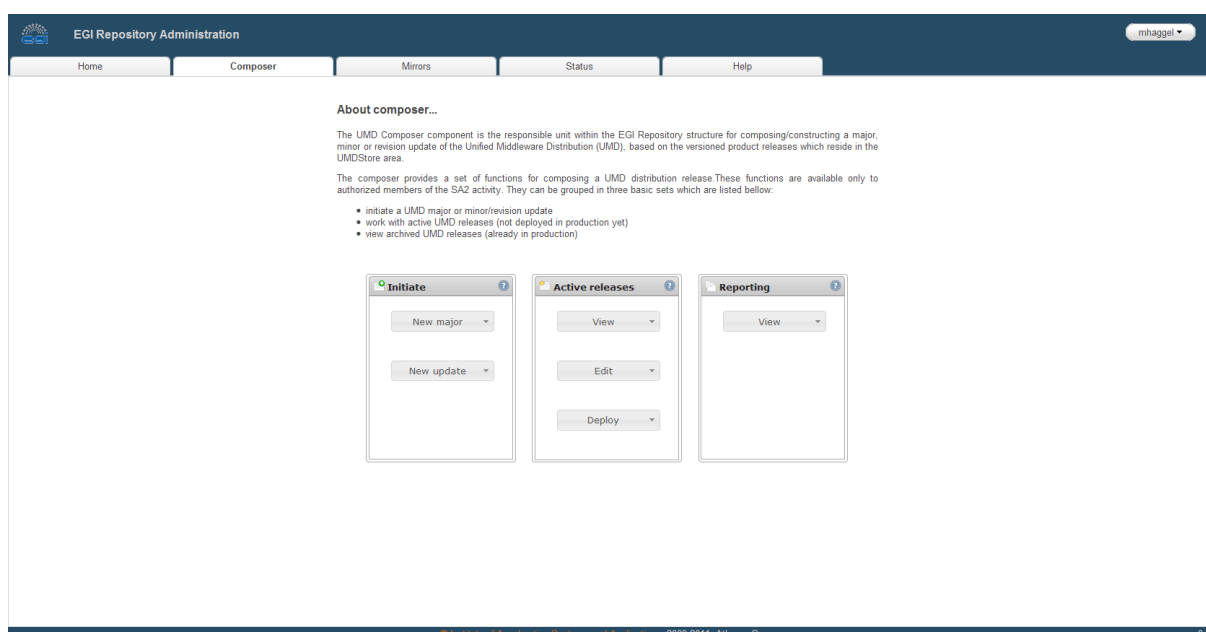 EGI
EGI Repository Administration
mhaggel
Home Composer Mirrors Status Help
About composer...
The UMD Composer component is the responsible unit within the EGI Repository structure for composing/constructing a major,
minor or revision update of the Unified Middleware Distribution (UMD), based on the versioned product releases which reside in the
UMDStore area.
The composer provides a set of functions for composing a UMD distribution release.These functions are available only to
authorized members of the SA2 activity. They can be grouped in three basic sets which are listed bellow:
• initiate a UMD major or minor/revision update
• work with active UMD releases (not deployed in production yet)
• view archived UMD releases (already in production)
Initiate ? Active releases ? Reporting ?
New major View View
New update Edit
Deploy